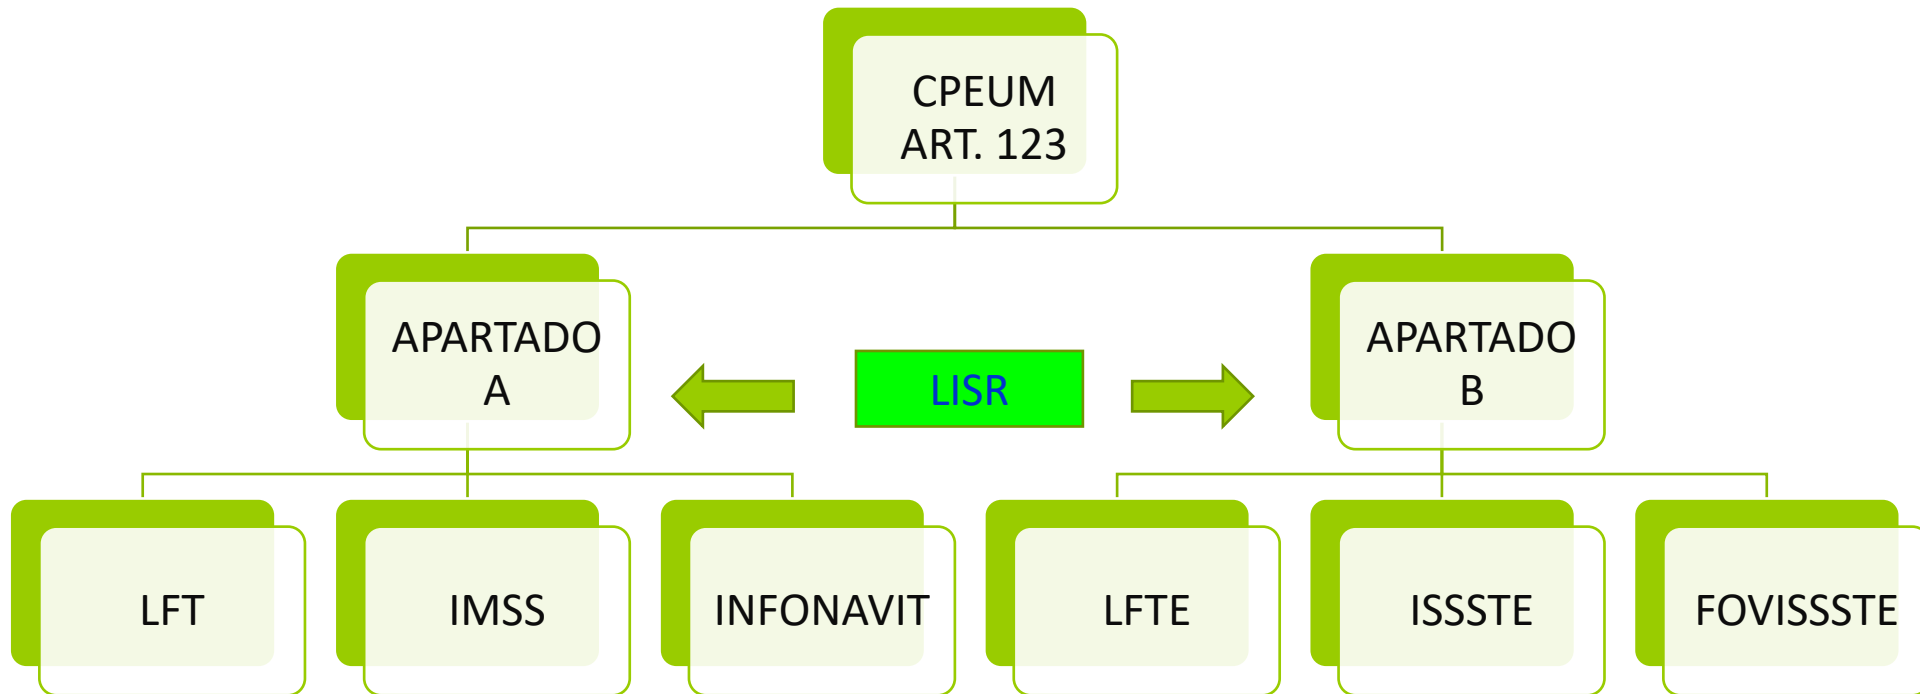 CPEUM
ART. 123
APARTADO
A
LISR
APARTADO
B
LFT
IMSS
INFONAVIT
LFTE
ISSSTE
FOVISSSTE